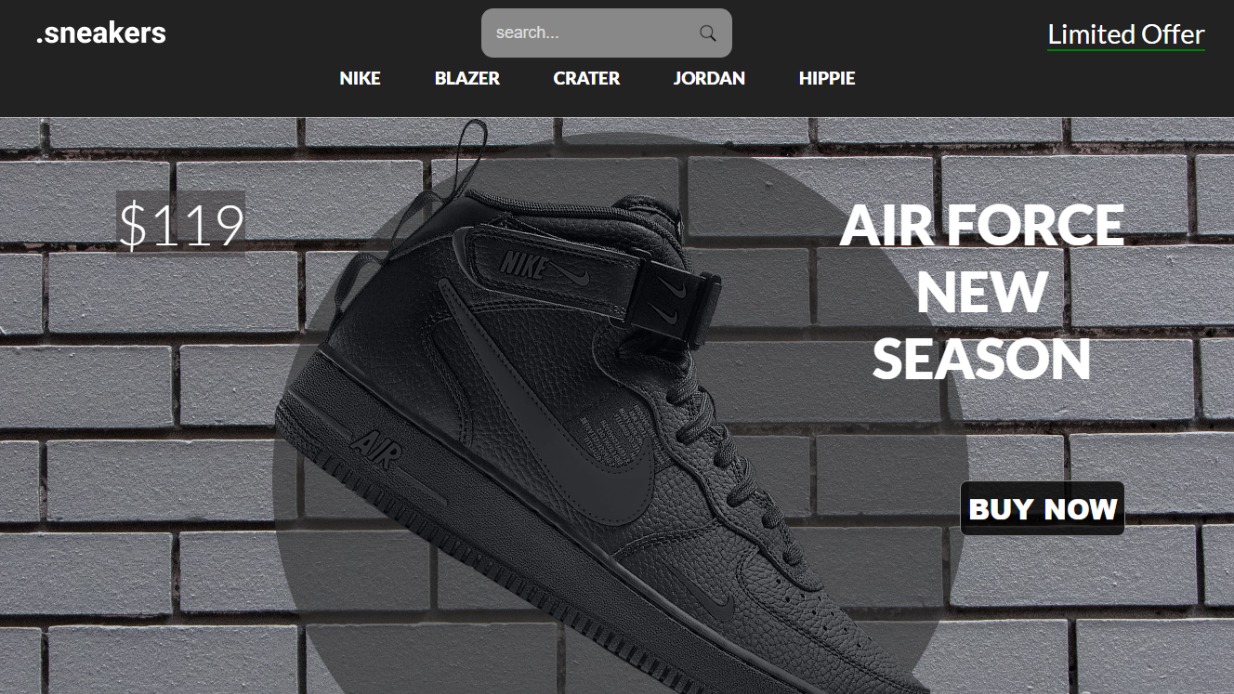 .sneakers
search...
Limited Offer
NIKE
BLAZER
CRATER
JORDAN
HIPPIE
$119
AIR FORCE
NEW
SEASON
NIKE
AIR
BUY NOW